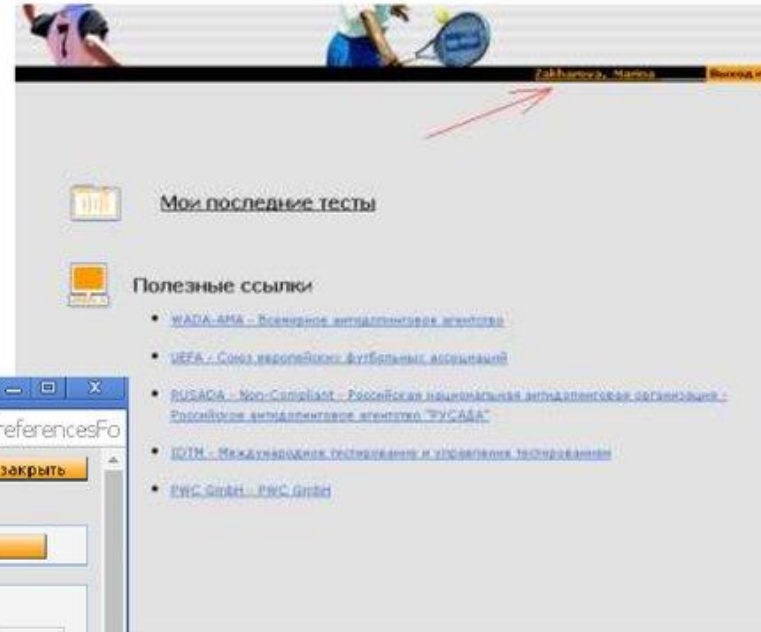 7
Zakharova, Marina
Выход и
Мои последние тесты
Полезные ссылки
WADA-AMA - Всемирное антидопинговое агентство
UEFA - Союз европейских футбольных ассоциаций
RUSADA - Non-Compliant - Российская национальная антидопинговая организация -
Российское антидопинговое агентство "РУСАДА"
IDTM - Международное тестирование и управление тестированием
PWC GmbH - PWC GmbH
referencesFo
закрыть